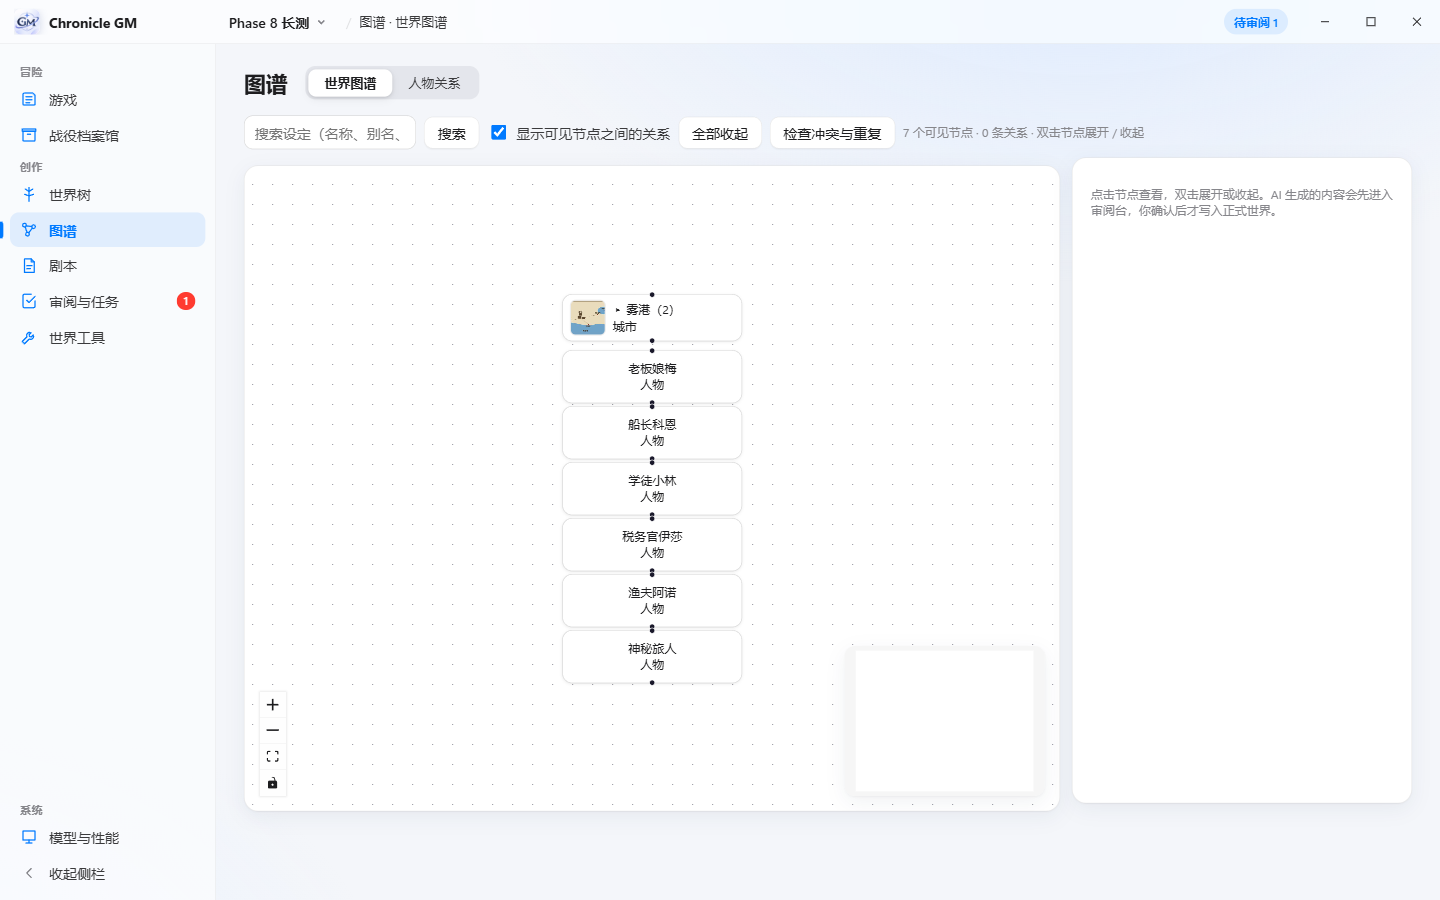 Chronicle GM
Phase 8 长测
/ 图谱 · 世界图谱
待审阅 1
冒险
游戏
战役档案馆
创作
世界树
图谱
剧本
审阅与任务
1
世界工具
系统
模型与性能
收起侧栏
图谱
世界图谱
人物关系
搜索设定（名称、别名、
搜索
显示可见节点之间的关系
全部收起
检查冲突与重复
7 个可见节点 · 0 条关系 · 双击节点展开 / 收起
▸ 雾港（2）
城市
老板娘梅
人物
船长科恩
人物
学徒小林
人物
税务官伊莎
人物
渔夫阿诺
人物
神秘旅人
人物
点击节点查看，双击展开或收起。AI 生成的内容会先进入
审阅台，你确认后才写入正式世界。